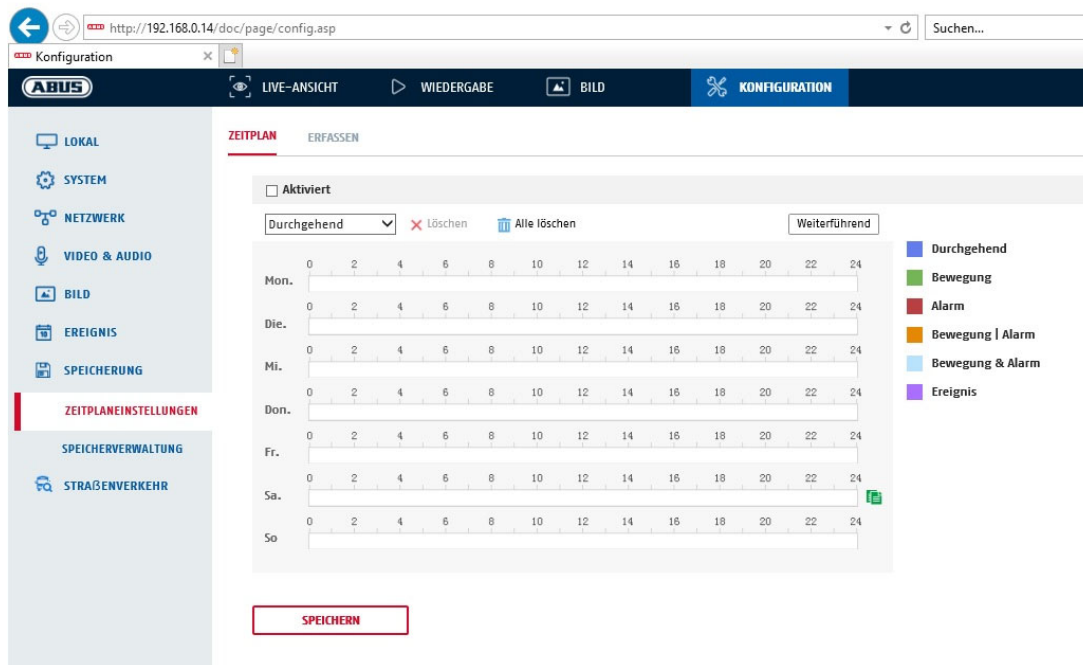 http://192.168.0.14/doc/page/config.asp
Suchen...
Konfiguration
ABUS
LIVE-ANSICHT
WIEDERGABE
BILD
KONFIGURATION
LOKAL
SYSTEM
NETZWERK
VIDEO & AUDIO
BILD
EREIGNIS
SPEICHERUNG
ZEITPLANEINSTELLUNGEN
SPEICHERVERWALTUNG
STRAßENVERKEHR
ZEITPLAN ERFASSEN
Aktiviert
Durchgehend Löschen Alle löschen Weiterführend
0 2 4 6 8 10 12 14 16 18 20 22 24
Mon.
0 2 4 6 8 10 12 14 16 18 20 22 24
Die.
0 2 4 6 8 10 12 14 16 18 20 22 24
Mi.
0 2 4 6 8 10 12 14 16 18 20 22 24
Don.
0 2 4 6 8 10 12 14 16 18 20 22 24
Fr.
0 2 4 6 8 10 12 14 16 18 20 22 24
Sa.
0 2 4 6 8 10 12 14 16 18 20 22 24
So
Durchgehend
Bewegung
Alarm
Bewegung | Alarm
Bewegung & Alarm
Ereignis
SPEICHERN